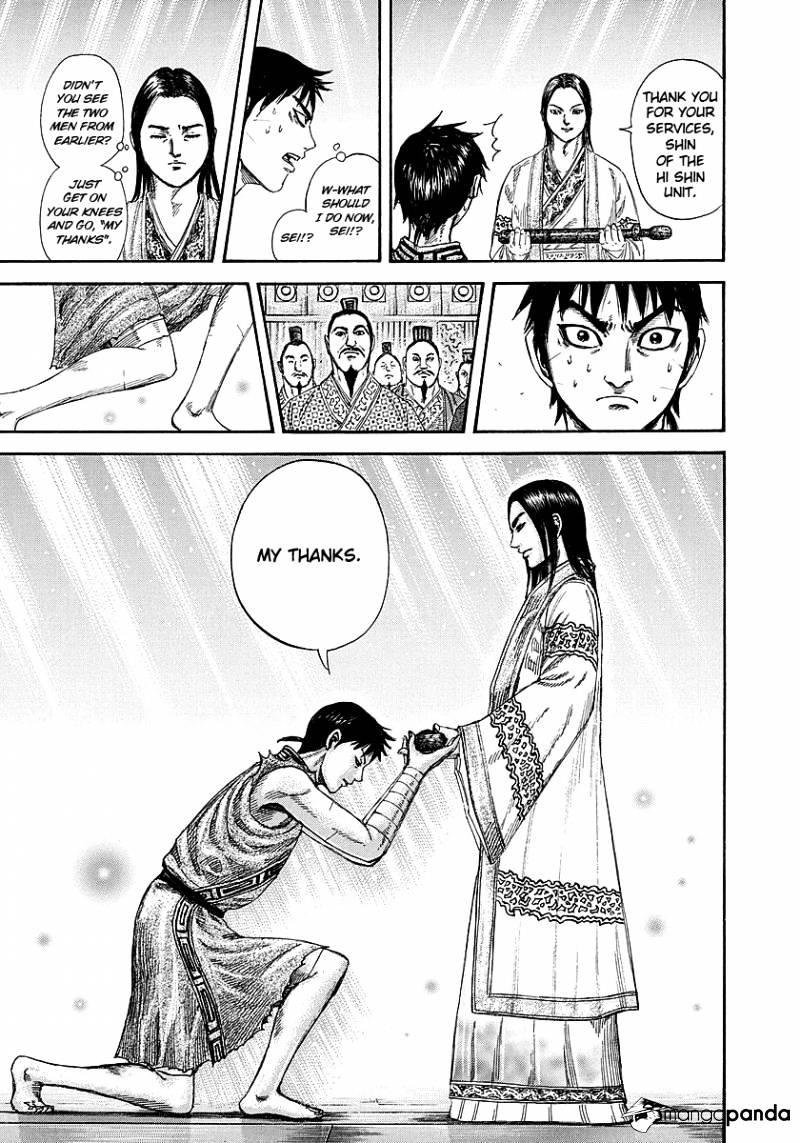 THANK YOU
FOR YOUR
SERVICES,
SHIN
OF THE
HI SHIN
UNIT.
W-WHAT
SHOULD
I DO NOW,
SEI!?
SEI!?
DIDN'T
YOU SEE
THE TWO
MEN FROM
EARLIER?
JUST
GET ON
YOUR KNEES
AND GO, "MY
THANKS".
MY THANKS.
mangapanda